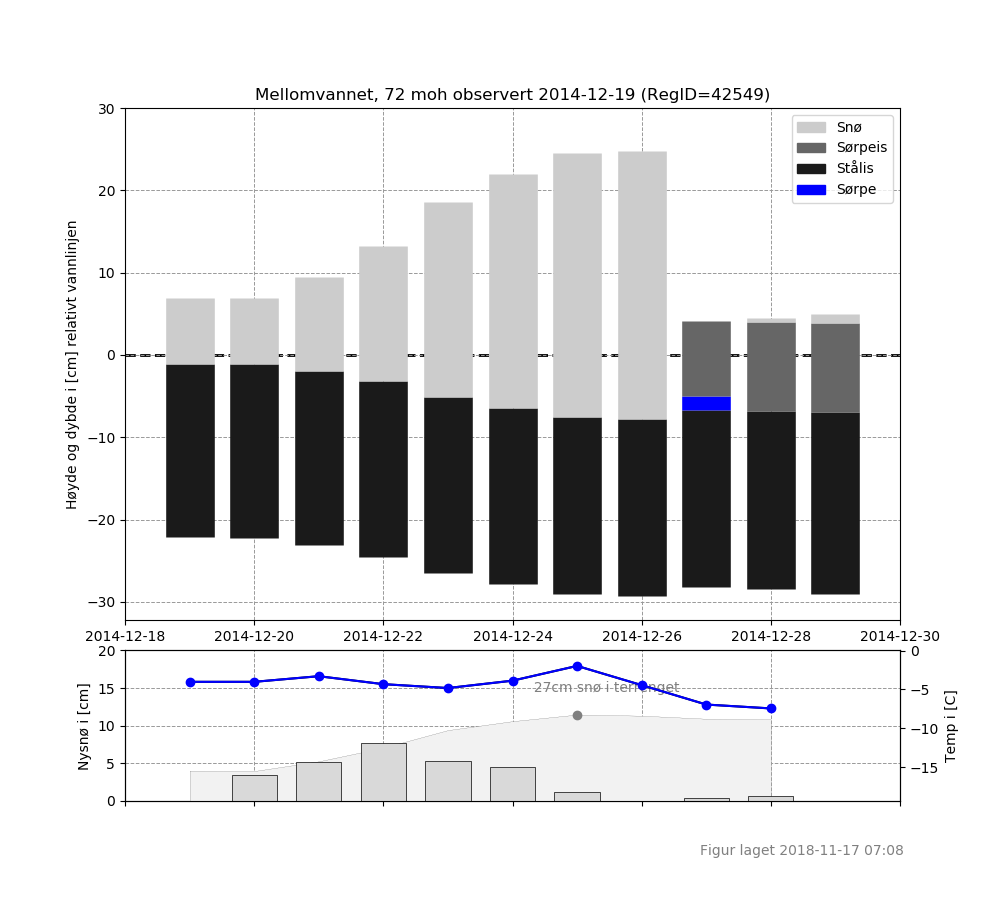 Mellomvannet, 72 moh observert 2014-12-19 (RegID=42549)
30
20
10
0
−10
−20
−30
Høyde og dybde i [cm] relativt vannlinjen
Snø
Sørpeis
Stålis
Sørpe
2014-12-18 2014-12-20 2014-12-22 2014-12-24 2014-12-26 2014-12-28 2014-12-30
20
15
10
5
0
Nysnø i [cm]
27cm snø i terrenget
0
−5
−10
−15
Temp i [C]
Figur laget 2018-11-17 07:08